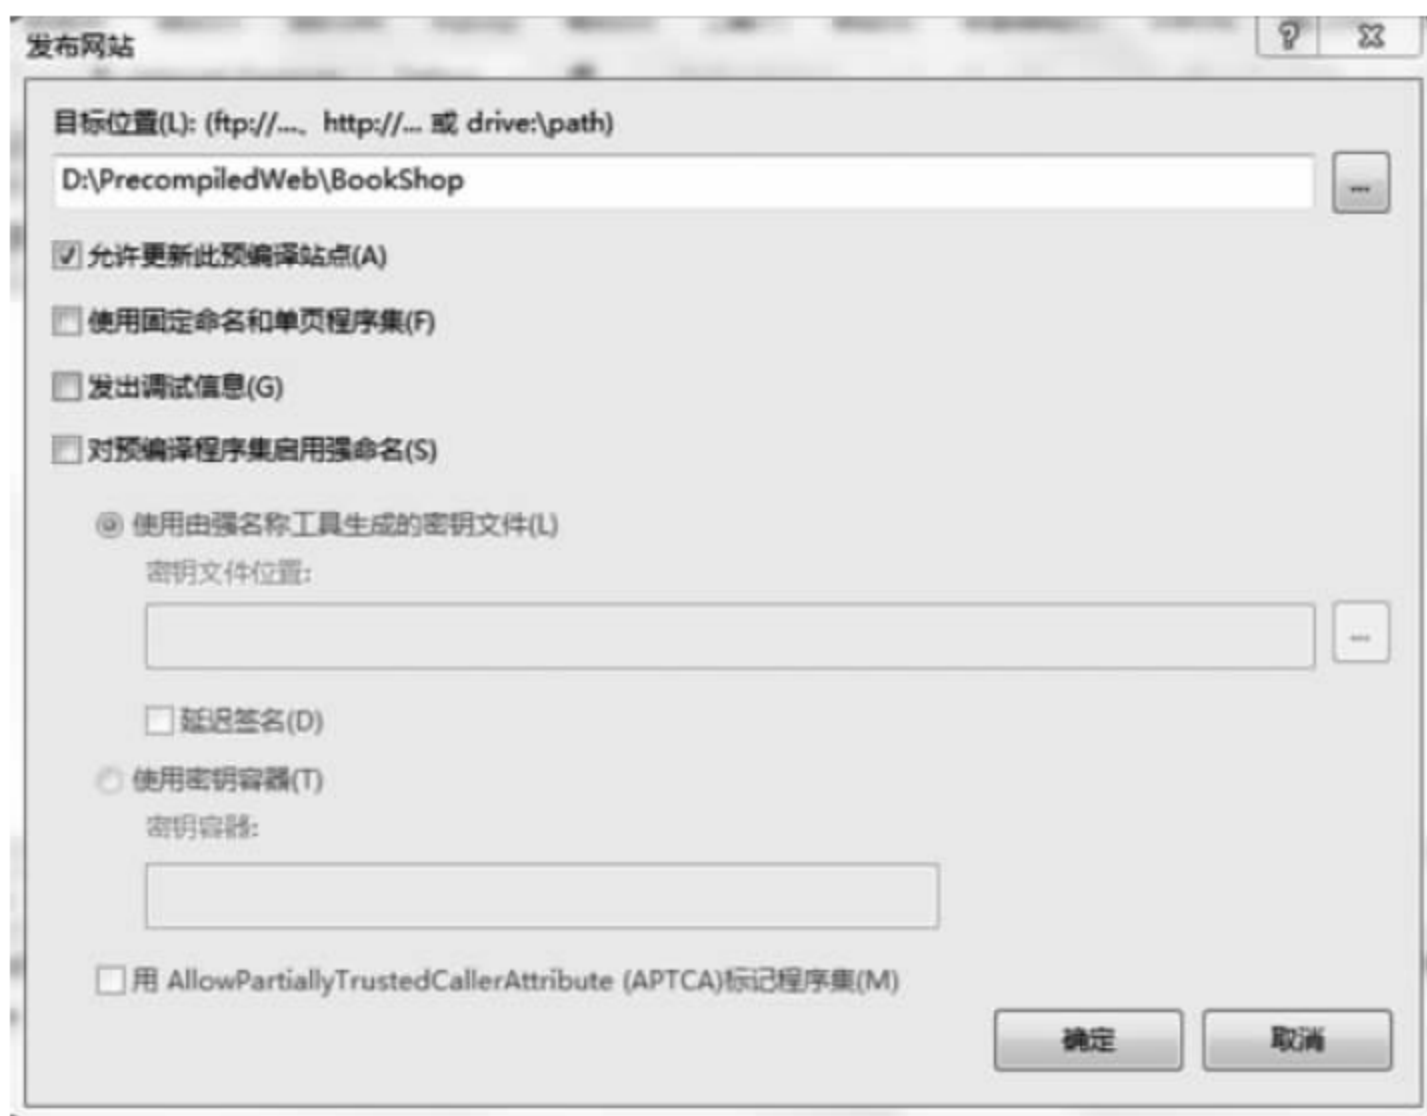 发布网站
目标位置(L): (ftp://...、http://... 或 drive:\path)
D:\PrecompiledWeb\BookShop
...
允许更新此预编译站点(A)
使用固定命名和单页程序集(F)
发出调试信息(G)
对预编译程序集启用强命名(S)
使用由强名称工具生成的密钥文件(L)
密钥文件位置:
...
延迟签名(D)
使用密钥容器(T)
密钥容器:
用 AllowPartiallyTrustedCallerAttribute (APTCA)标记程序集(M)
确定 取消